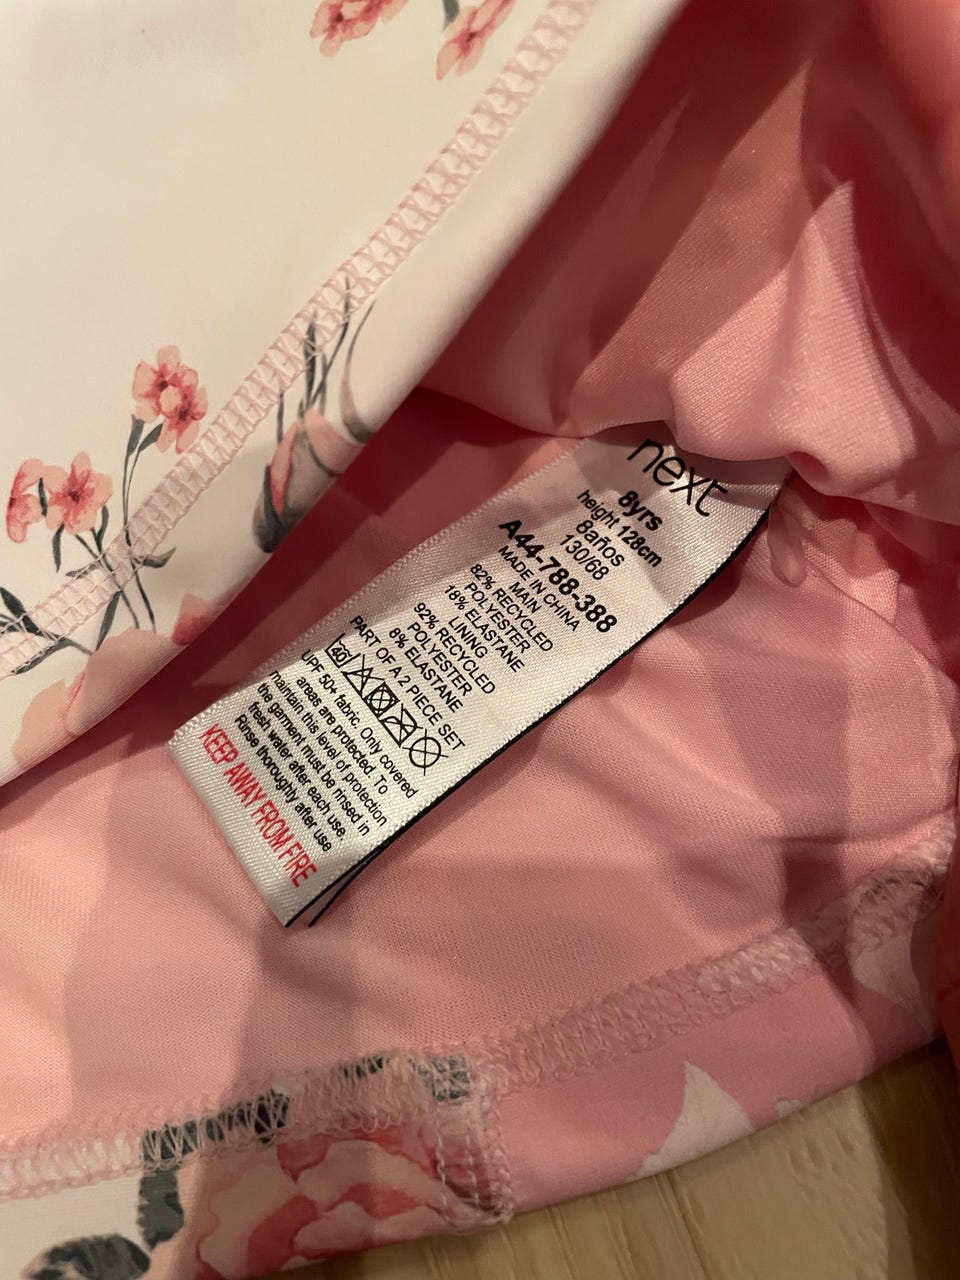 next
8yrs
height 128cm
8años
130/68
A44-788-388
MADE IN CHINA
MAIN
82% RECYCLED
POLYESTER
18% ELASTANE
LINING
92% RECYCLED
POLYESTER
8% ELASTANE
PART OF A 2 PIECE SET
40
UPF 50+ fabric. Only covered
areas are protected. To
maintain this level of protection
the garment must be rinsed in
fresh water after each use.
Rinse thoroughly after use
KEEP AWAY FROM FIRE